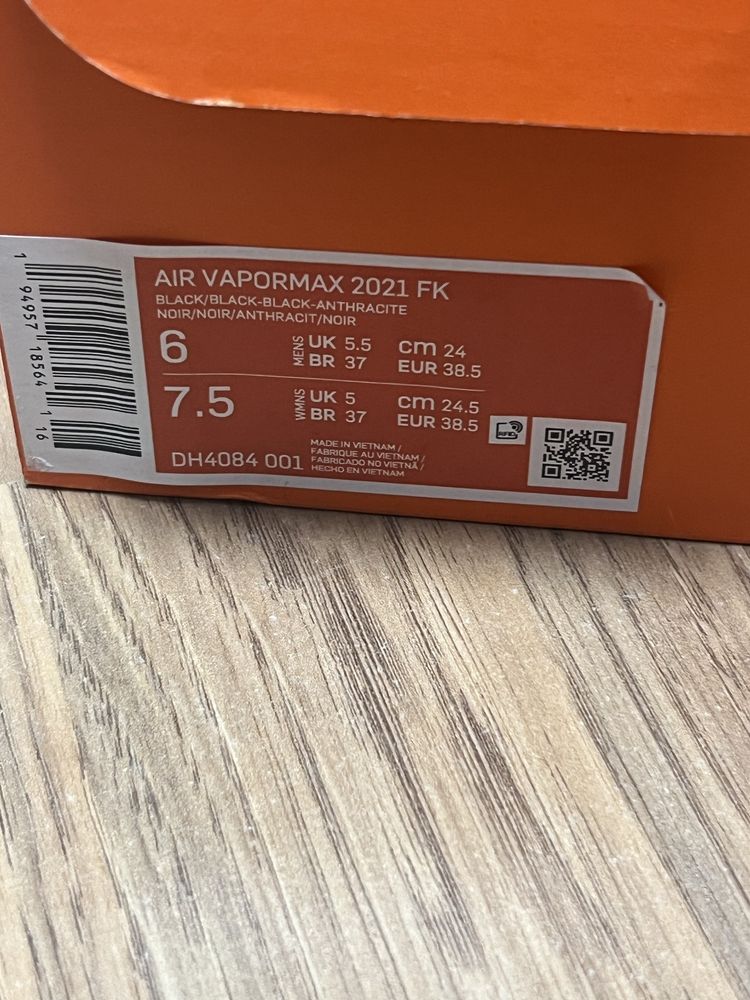 AIR VAPORMAX 2021 FK
BLACK/BLACK-BLACK-ANTHRACITE
NOIR/NOIR/ANTHRACIT/NOIR
6 MENS UK 5.5 cm 24
BR 37 EUR 38.5
7.5 WMNS UK 5 cm 24.5
BR 37 EUR 38.5
DH4084 001
MADE IN VIETNAM /
FABRIQUE AU VIETNAM /
FABRICADO NO VIETNÃ /
HECHO EN VIETNAM
1 94957 18564 1 16